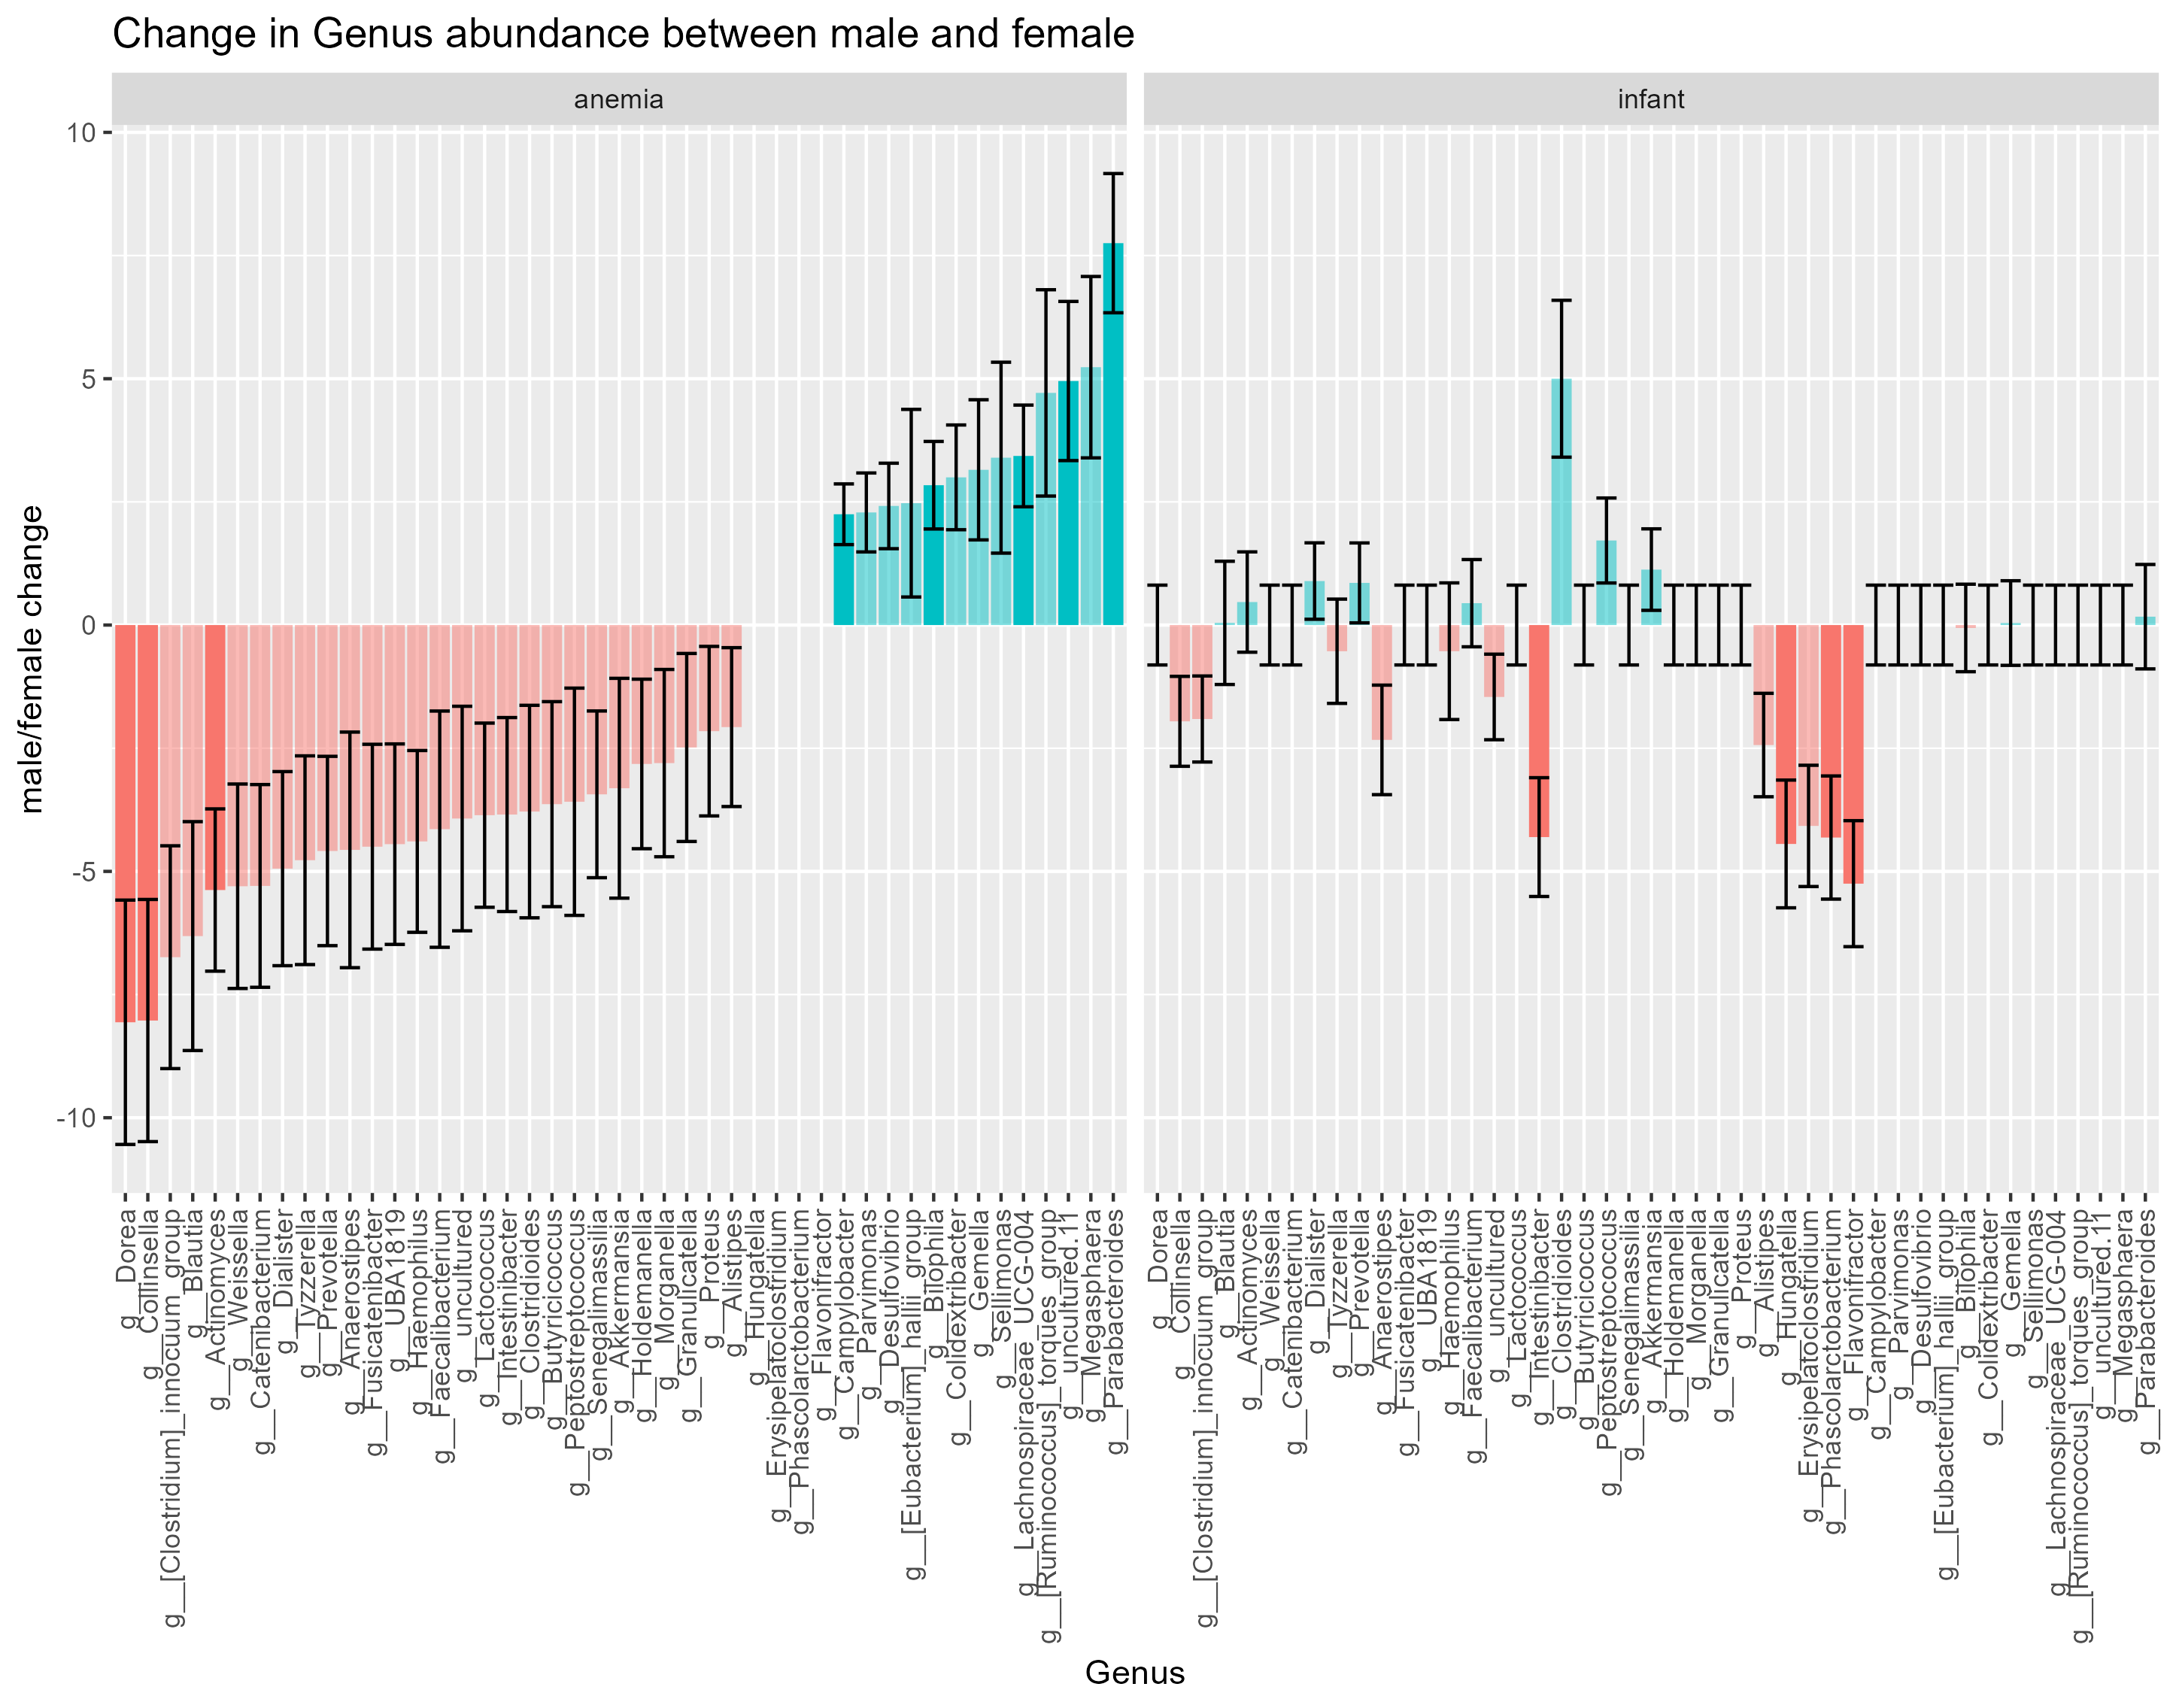 Change in Genus abundance between male and female
anemia
infant
male/female change
10
5
0
-5
-10
g__Dorea
g__Collinsella
g__[Clostridium]_innocuum_group
g__Blautia
g__Actinomyces
g__Weissella
g__Catenibacterium
g__Dialister
g__Tyzzerella
g__Prevotella
g__Anaerostipes
g__Fusicatenibacter
g__UBA1819
g__Haemophilus
g__Faecalibacterium
g__uncultured
g__Lactococcus
g__Intestinibacter
g__Clostridioides
g__Butyricicoccus
g__Peptostreptococcus
g__Senegalimassilia
g__Akkermansia
g__Holdemanella
g__Morganella
g__Granulicatella
g__Proteus
g__Alistipes
g__Hungatella
g__Erysipelatoclostridium
g__Phascolarctobacterium
g__Flavonifractor
g__Campylobacter
g__Parvimonas
g__Desulfovibrio
g__[Eubacterium]_hallii_group
g__Bilophila
g__Colidextribacter
g__Gemella
g__Sellimonas
g__Lachnospiraceae_UCG-004
g__[Ruminococcus]_torques_group
g__uncultured.11
g__Megasphaera
g__Parabacteroides
g__Dorea
g__Collinsella
g__[Clostridium]_innocuum_group
g__Blautia
g__Actinomyces
g__Weissella
g__Catenibacterium
g__Dialister
g__Tyzzerella
g__Prevotella
g__Anaerostipes
g__Fusicatenibacter
g__UBA1819
g__Haemophilus
g__Faecalibacterium
g__uncultured
g__Lactococcus
g__Intestinibacter
g__Clostridioides
g__Butyricicoccus
g__Peptostreptococcus
g__Senegalimassilia
g__Akkermansia
g__Holdemanella
g__Morganella
g__Granulicatella
g__Proteus
g__Alistipes
g__Hungatella
g__Erysipelatoclostridium
g__Phascolarctobacterium
g__Flavonifractor
g__Campylobacter
g__Parvimonas
g__Desulfovibrio
g__[Eubacterium]_hallii_group
g__Bilophila
g__Colidextribacter
g__Gemella
g__Sellimonas
g__Lachnospiraceae_UCG-004
g__[Ruminococcus]_torques_group
g__uncultured.11
g__Megasphaera
g__Parabacteroides
Genus